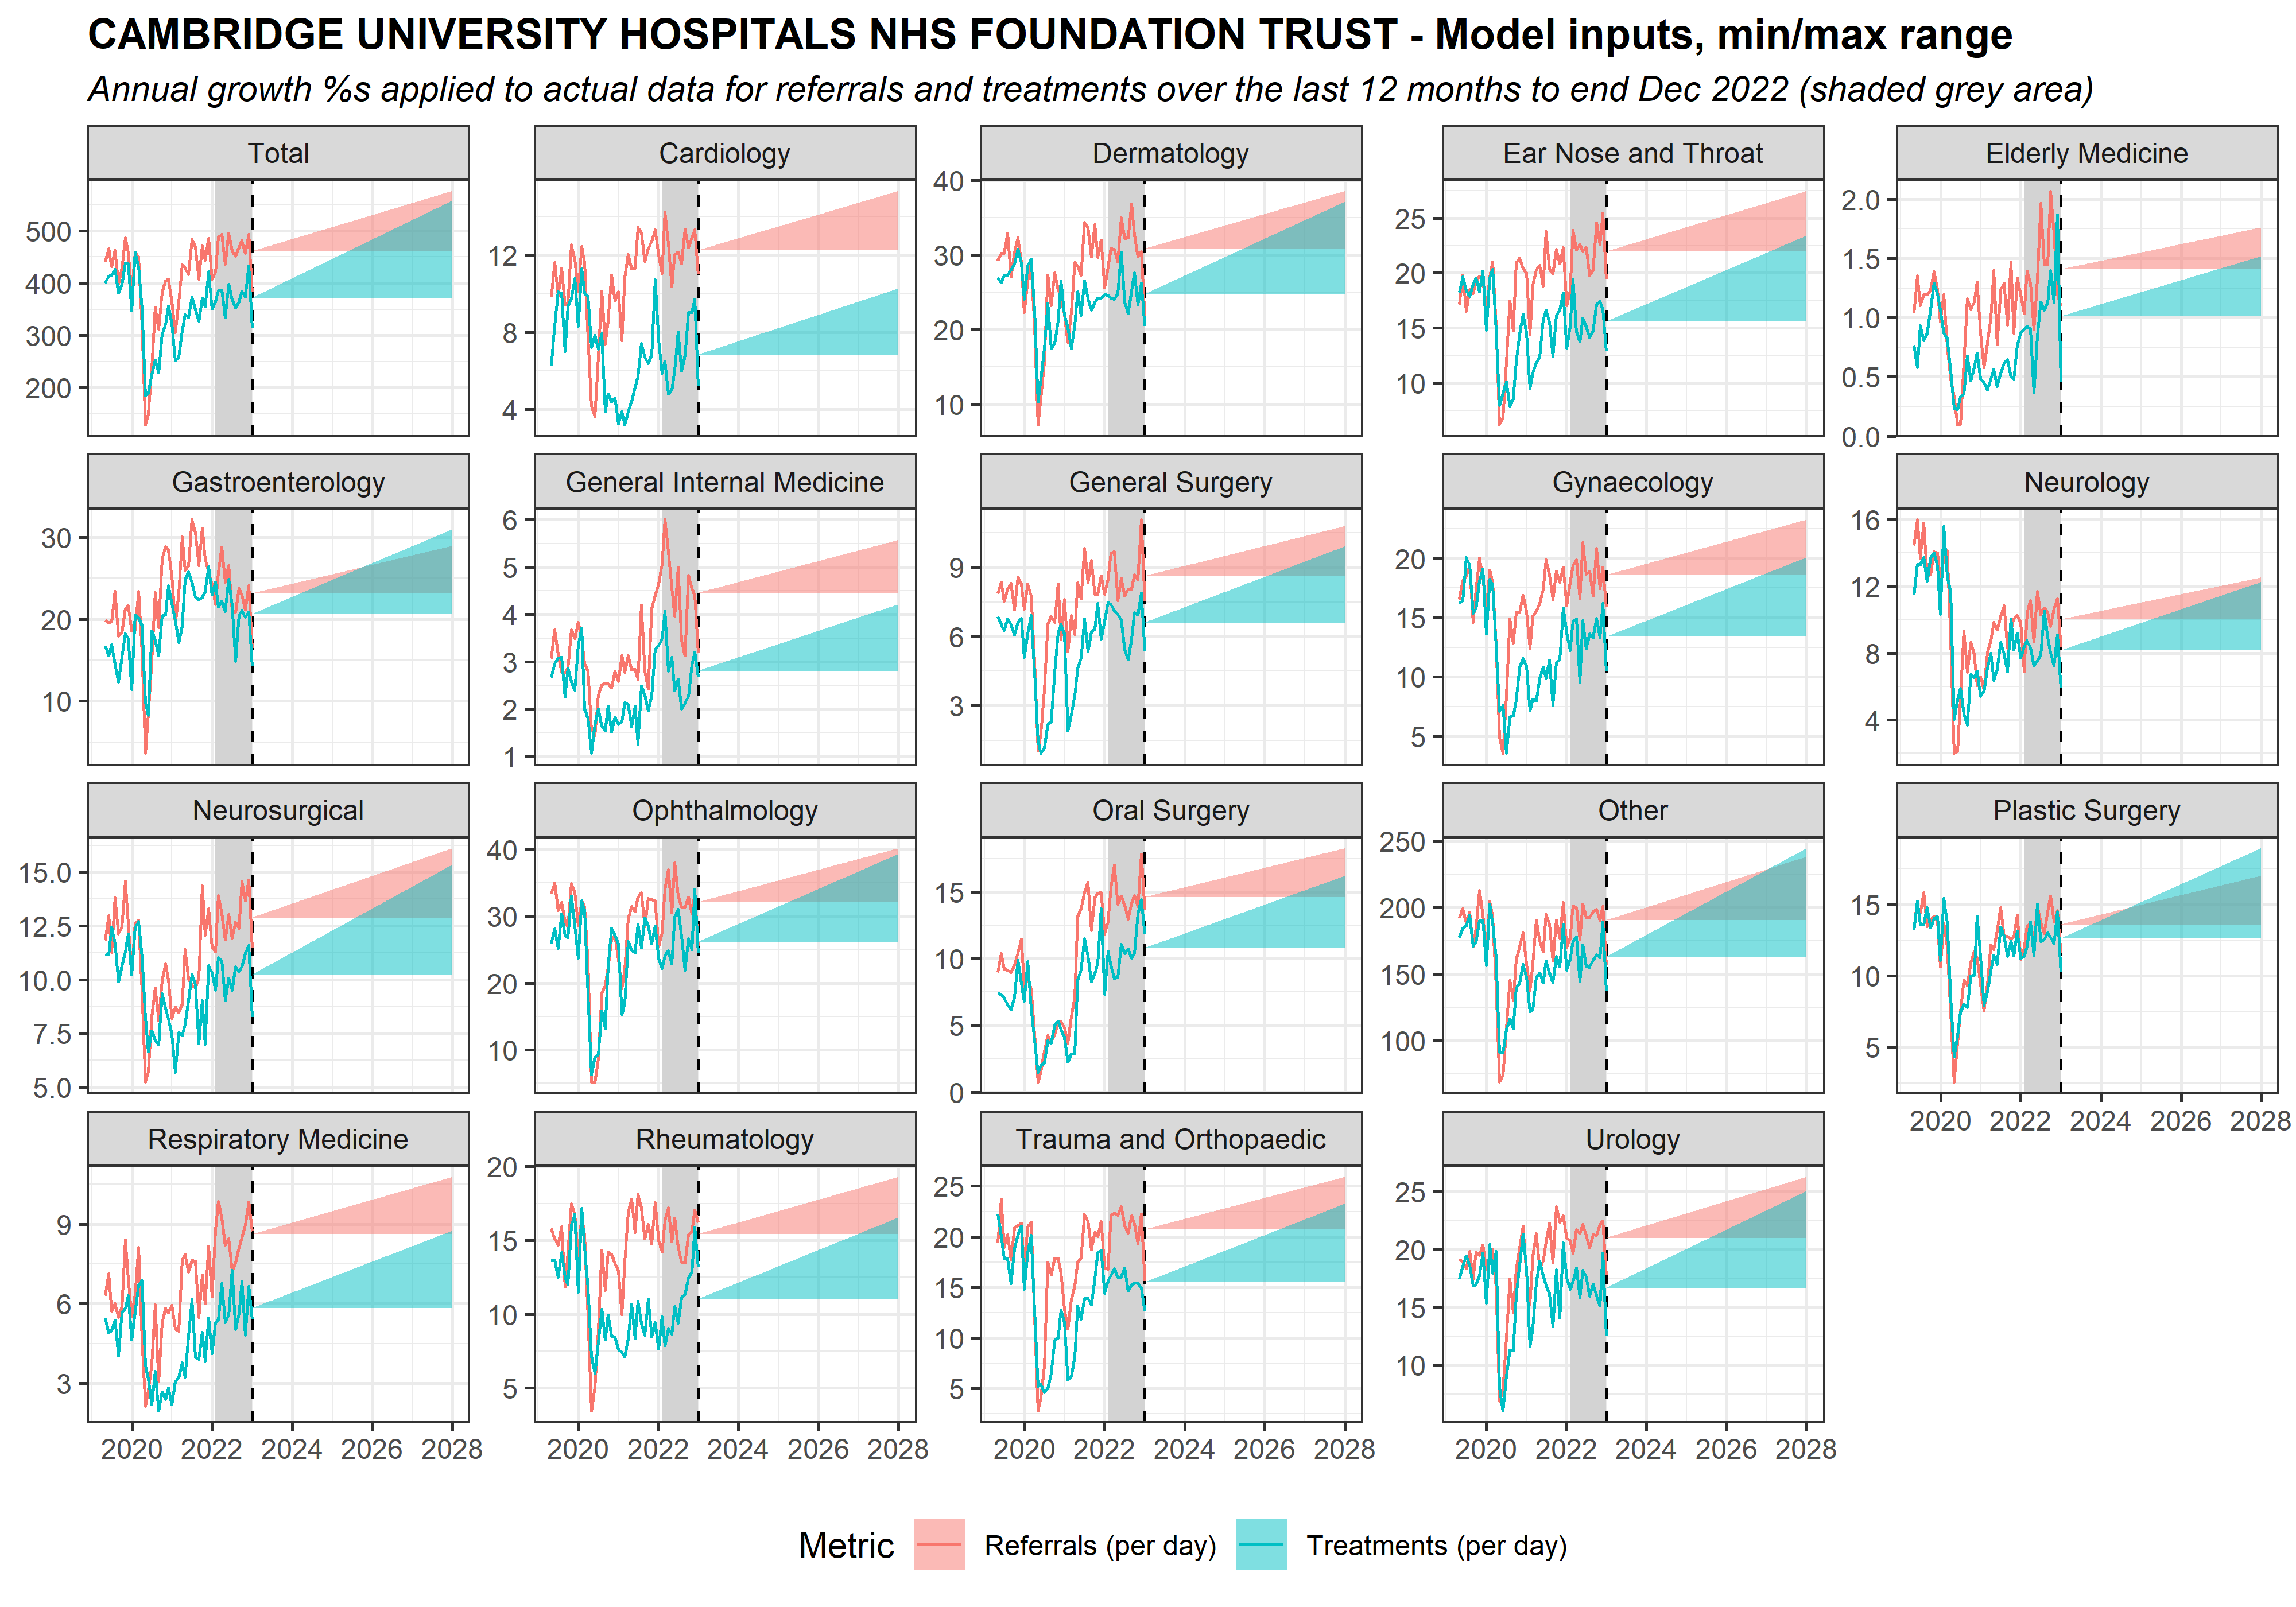 CAMBRIDGE UNIVERSITY HOSPITALS NHS FOUNDATION TRUST - Model inputs, min/max range
Annual growth %s applied to actual data for referrals and treatments over the last 12 months to end Dec 2022 (shaded grey area)
Total
500
400
300
200
Cardiology
12
8
4
Dermatology
40
30
20
10
Ear Nose and Throat
25
20
15
10
Elderly Medicine
2.0
1.5
1.0
0.5
0.0
Gastroenterology
30
20
10
General Internal Medicine
6
5
4
3
2
1
General Surgery
9
6
3
Gynaecology
20
15
10
5
Neurology
16
12
8
4
Neurosurgical
15.0
12.5
10.0
7.5
5.0
Ophthalmology
40
30
20
10
Oral Surgery
15
10
5
0
Other
250
200
150
100
Plastic Surgery
15
10
5
2020 2022 2024 2026 2028
Respiratory Medicine
9
6
3
2020 2022 2024 2026 2028
Rheumatology
20
15
10
5
2020 2022 2024 2026 2028
Trauma and Orthopaedic
25
20
15
10
5
2020 2022 2024 2026 2028
Urology
25
20
15
10
2020 2022 2024 2026 2028
Metric Referrals (per day) Treatments (per day)